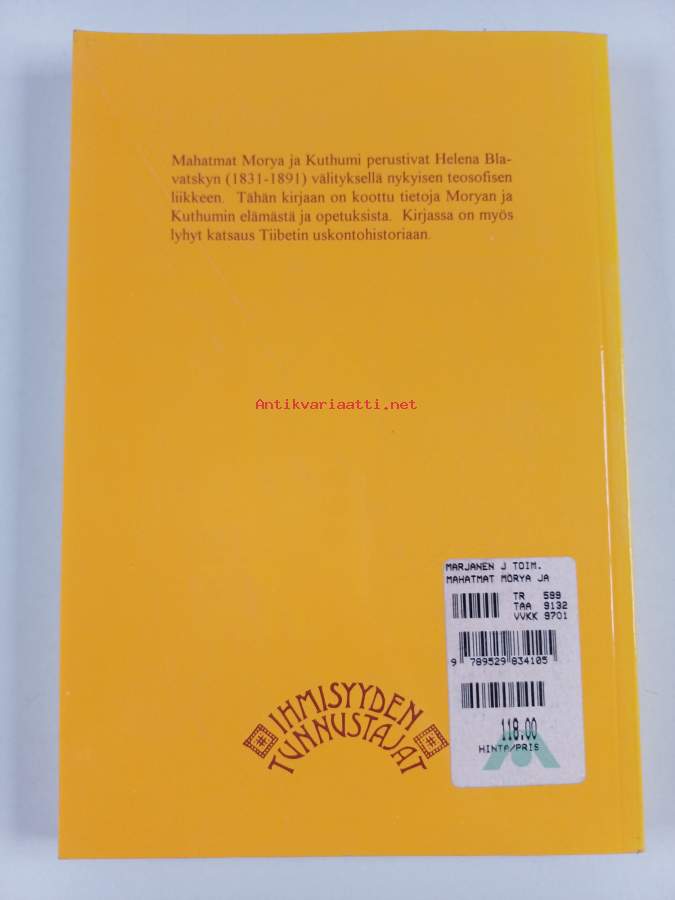 Mahatmat Morya ja Kuthumi perustivat Helena Bla-
vatskyn (1831-1891) välityksellä nykyisen teosofisen
liikkeen. Tähän kirjaan on koottu tietoja Moryan ja
Kuthumin elämästä ja opetuksista. Kirjassa on myös
lyhyt katsaus Tiibetin uskontohistoriaan.
Antikvariaatti.net
MARJANEN J TOIM.
MAHATMAT MORYA JA
TR 599
TAA 9132
VVKK 9701
9 789529 834105
118.00
HINTA/PRIS
IHMISYYDEN
TUNNUSTAJAT